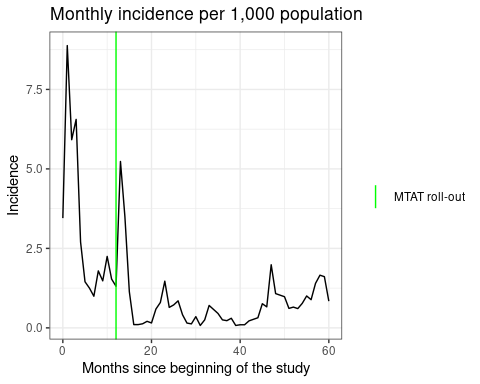 Monthly incidence per 1,000 population
Incidence
7.5
5.0
2.5
0.0
0
20
40
60
Months since beginning of the study
MTAT roll-out